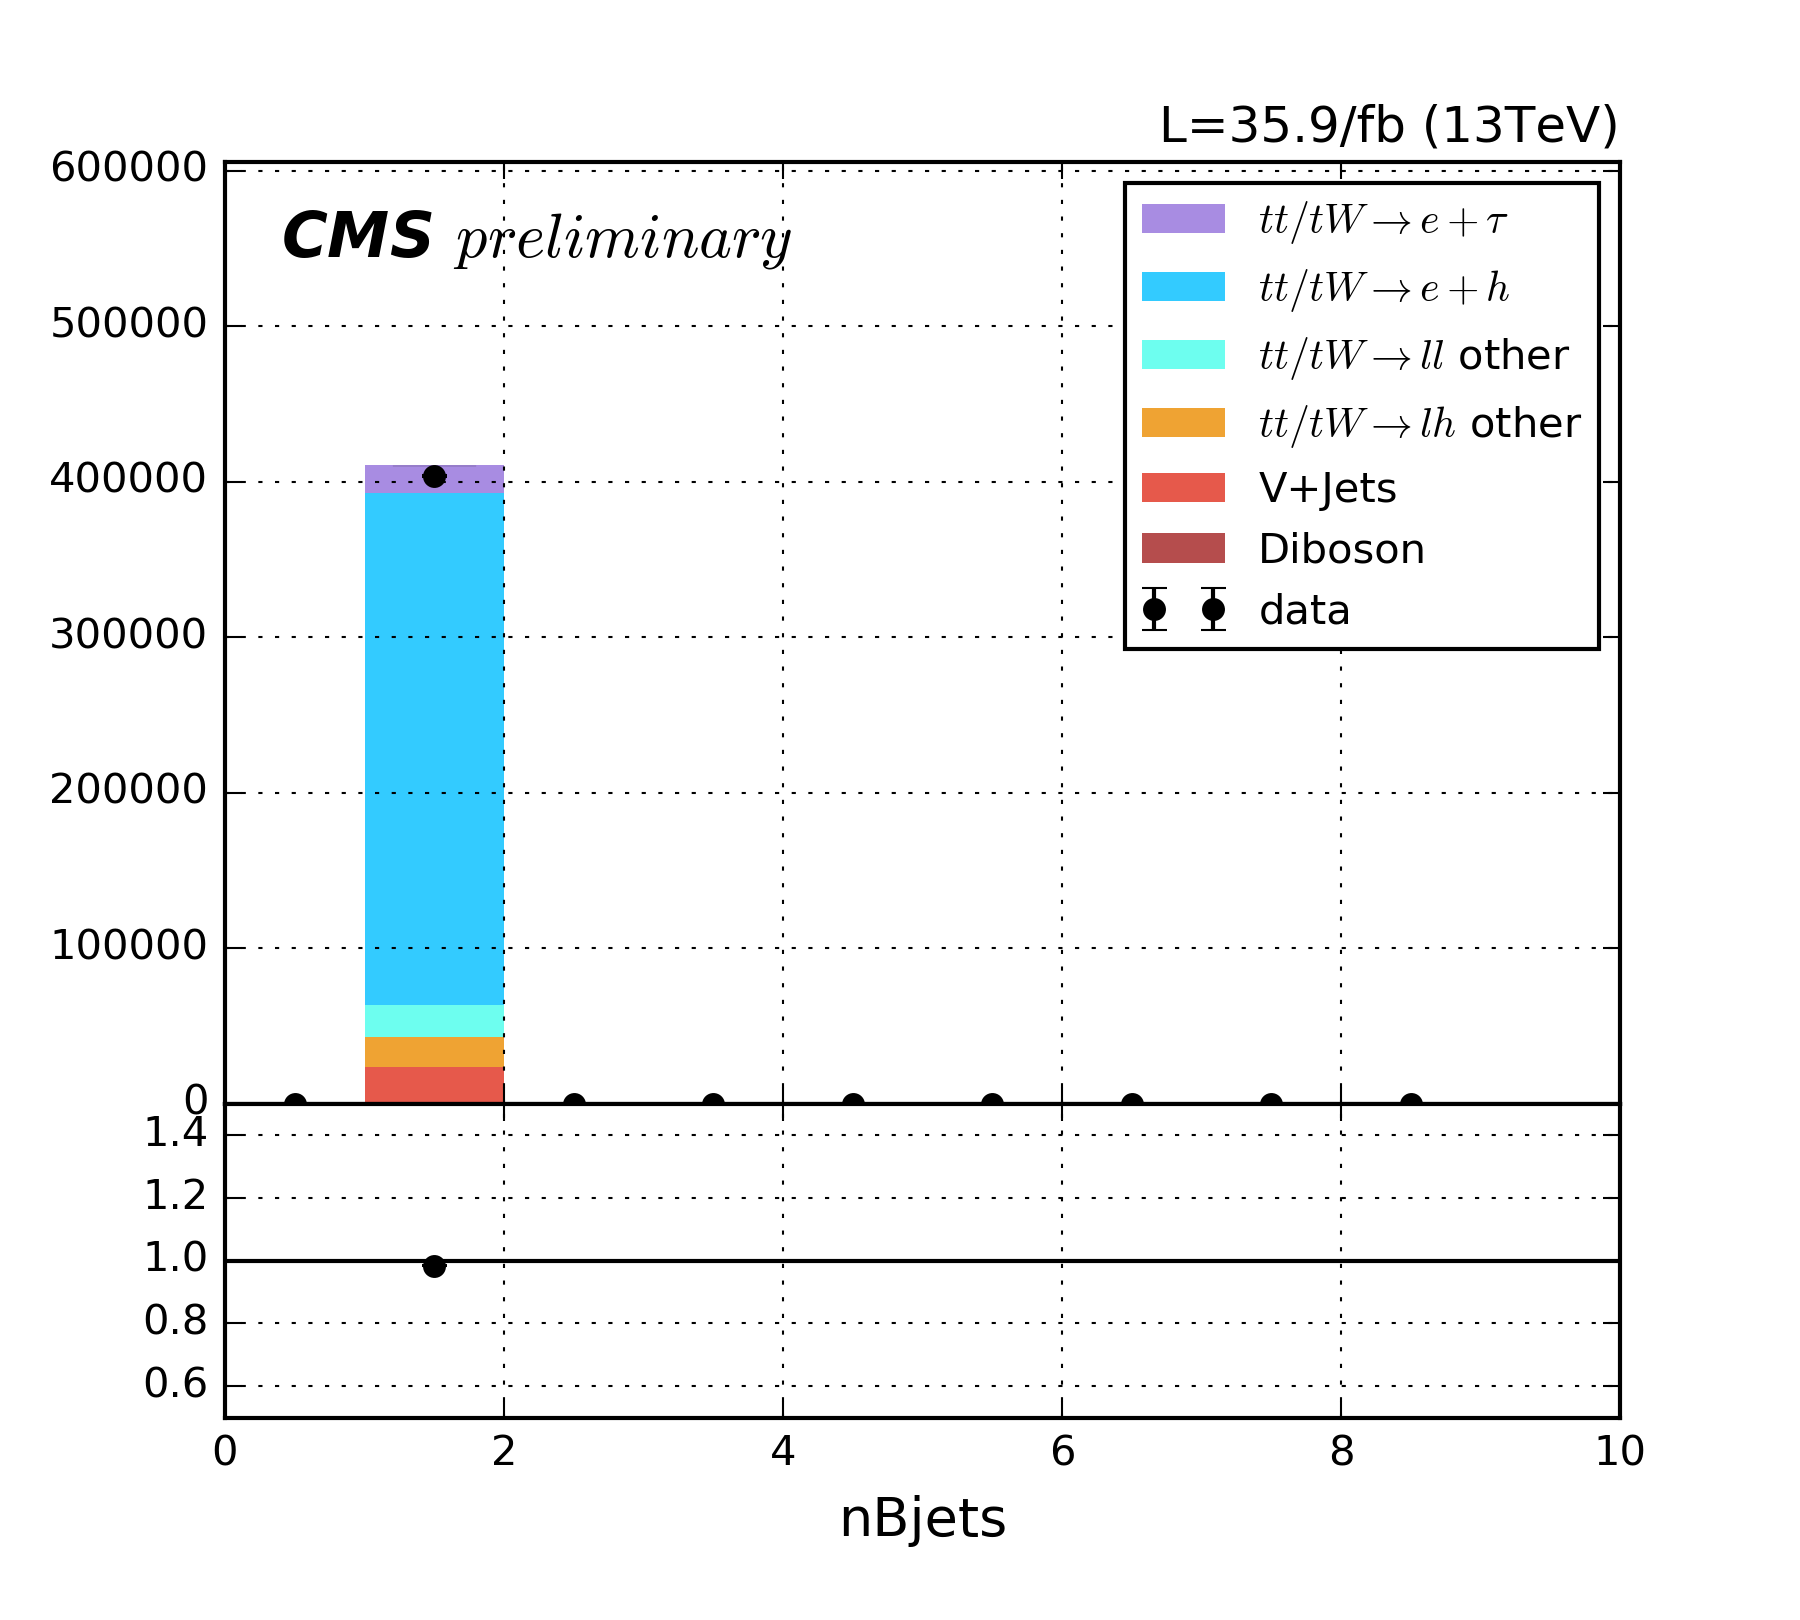 L=35.9/fb (13TeV)
600000
CMS preliminary
500000
400000
300000
200000
100000
0
tt/tW→e+τ
tt/tW→e+h
tt/tW→ll other
tt/tW→lh other
V+Jets
Diboson
data
1.4
1.2
1.0
0.8
0.6
0 2 4 6 8 10
nBjets